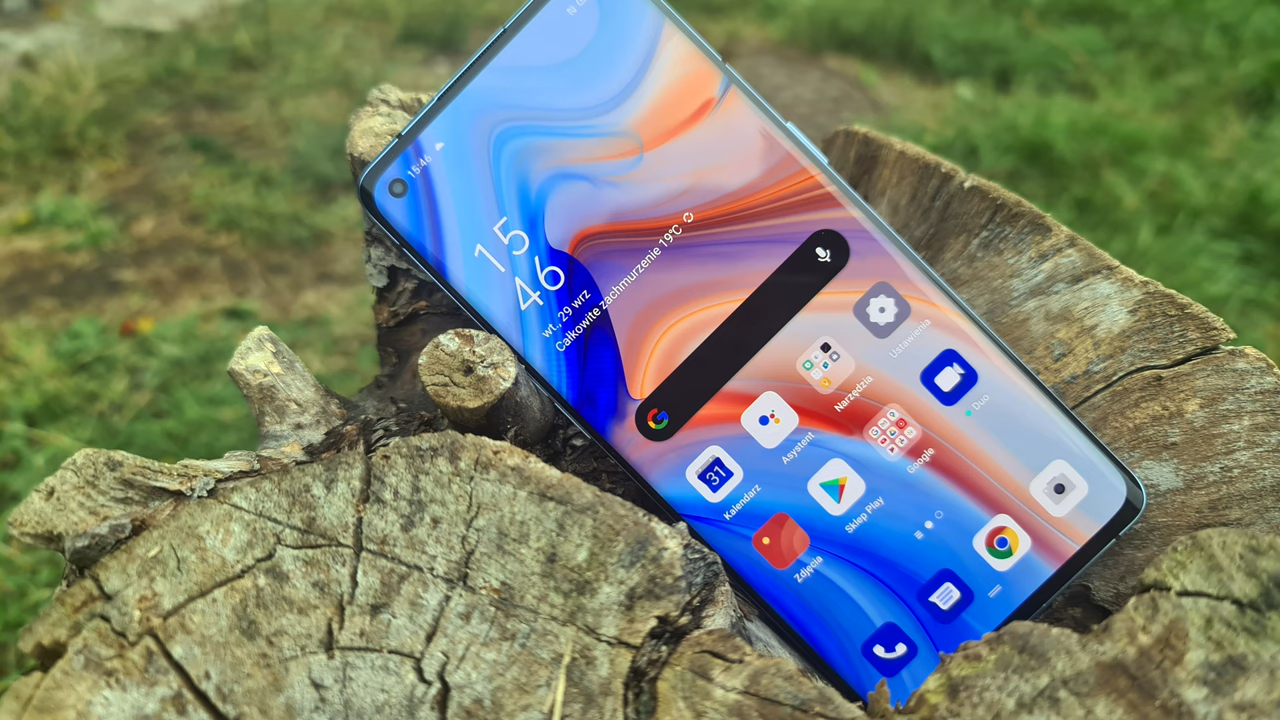 15:46
15
46
wt., 29 wrz
Całkowite zachmurzenie 19°C
Ustawienia
Narzędzia
Duo
Asystent
Google
31
Kalendarz
Sklep Play
Zdjęcia